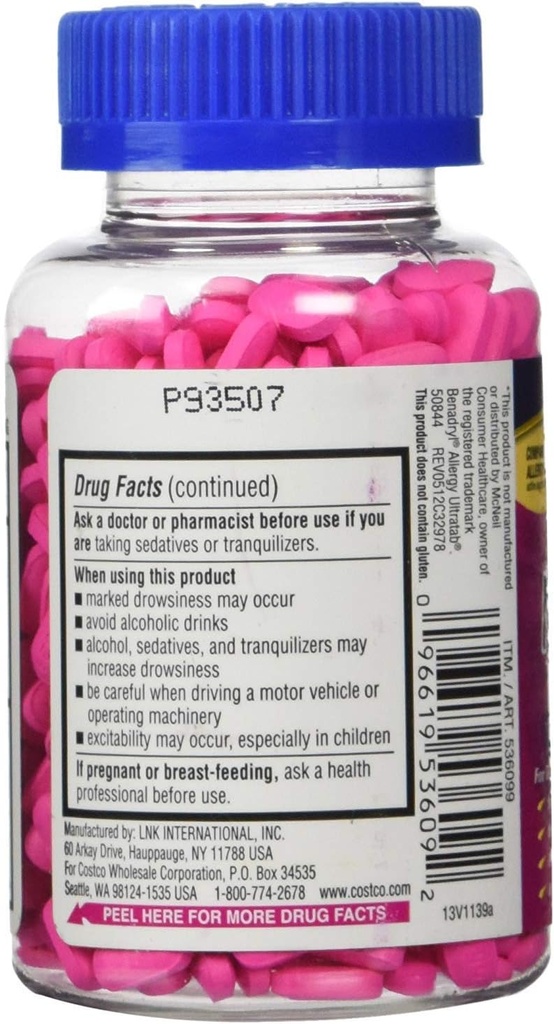 P93507
Drug Facts (continued)
Ask a doctor or pharmacist before use if you
are taking sedatives or tranquilizers.
When using this product
■ marked drowsiness may occur
■ avoid alcoholic drinks
■ alcohol, sedatives, and tranquilizers may
increase drowsiness
■ be careful when driving a motor vehicle or
operating machinery
■ excitability may occur, especially in children
If pregnant or breast-feeding, ask a health
professional before use.
Manufactured by: LNK INTERNATIONAL, INC.
60 Arkay Drive, Hauppauge, NY 11788 USA
For Costco Wholesale Corporation, P.O. Box 34535
Seattle, WA 98124-1535 USA 1-800-774-2678 www.costco.com
PEEL HERE FOR MORE DRUG FACTS
*This product is not manufactured
or distributed by McNeil
Consumer Healthcare, owner of
the registered trademark
Benadryl® Allergy Ultratab®.
50844 REV0512C32978
This product does not contain gluten.
ITM. / ART. 536099
0 96619 53609 2
13V1139a